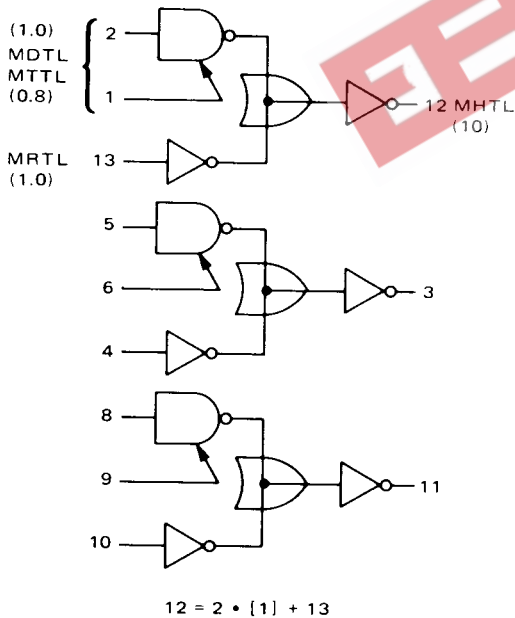 (1.0)
MDTL
MTTL
(0.8)
2
1
MRTL 13
(1.0)
12 MHTL
(10)
5
6
4
3
8
9
10
11
12 = 2 • [1] + 13